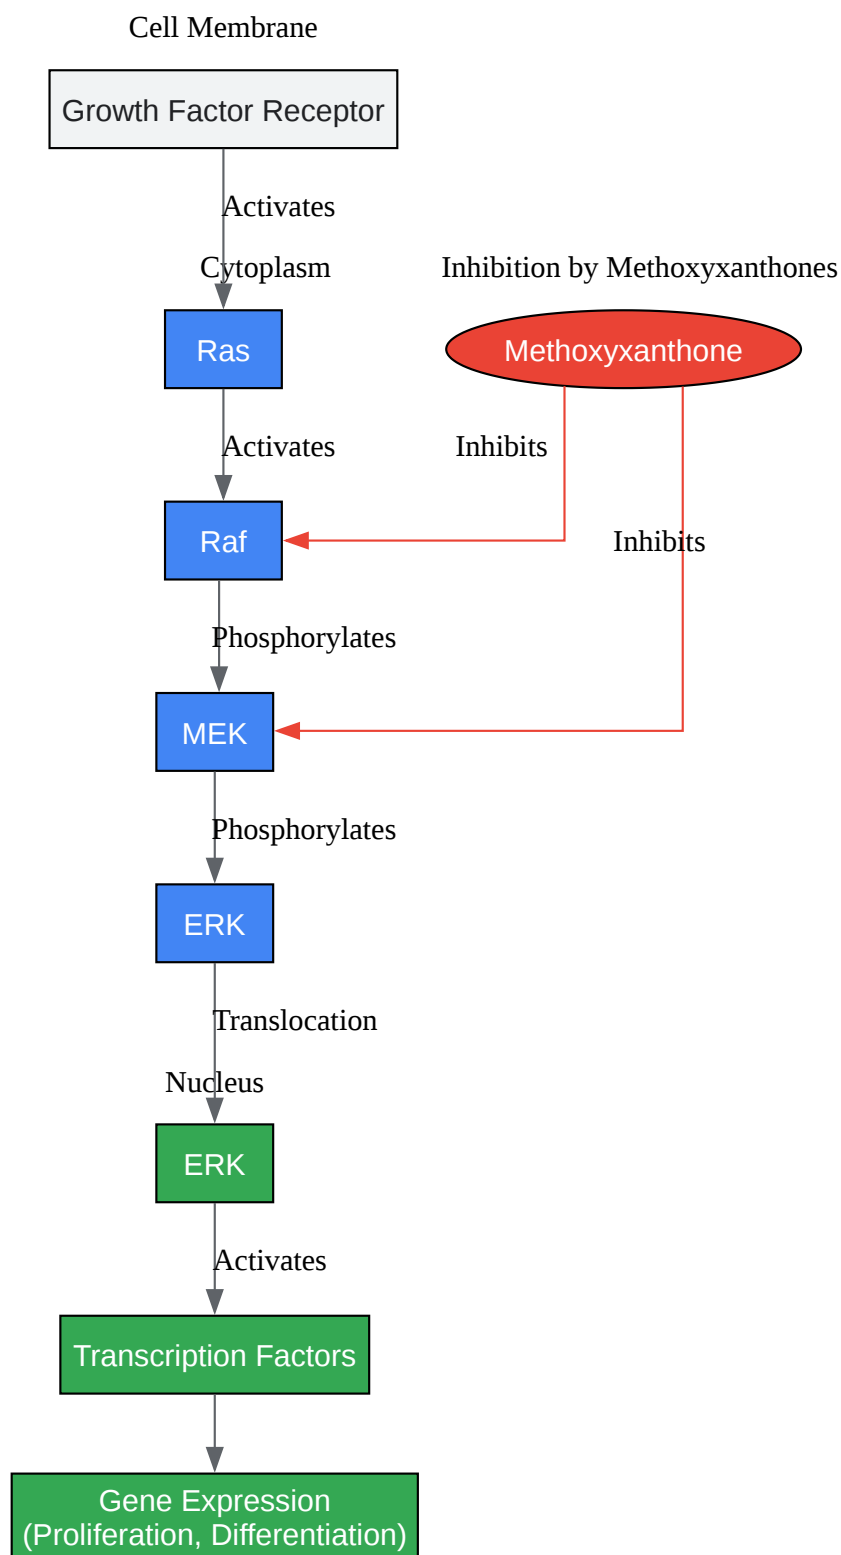 Cell Membrane
Growth Factor Receptor
Activates
Cytoplasm
Inhibition by Methoxyxanthones
Ras
Methoxyxanthone
Activates
Inhibits
Raf
Inhibits
Phosphorylates
MEK
Phosphorylates
ERK
Translocation
Nucleus
ERK
Activates
Transcription Factors
Gene Expression
(Proliferation, Differentiation)